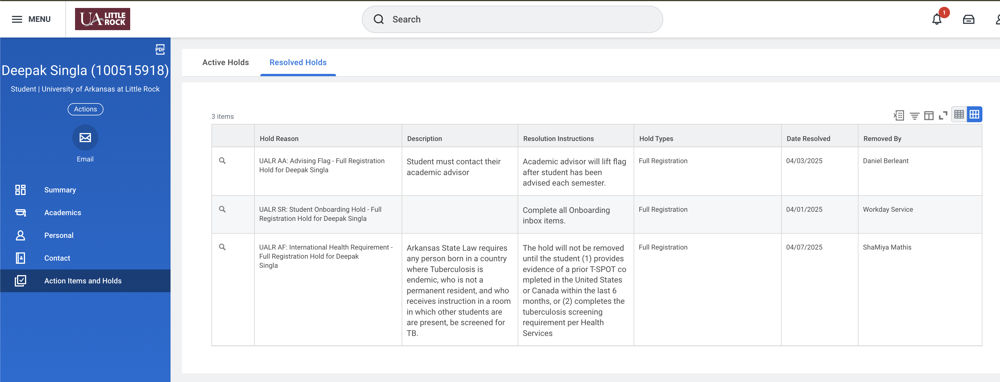 MENU
UA LITTLE
ROCK
Search
1
PDF
Deepak Singla (100515918)
Student | University of Arkansas at Little Rock
Actions
Email
Summary
Academics
Personal
Contact
Action Items and Holds
Active Holds
Resolved Holds
3 items
Hold Reason
Description
Resolution Instructions
Hold Types
Date Resolved
Removed By
UALR AA: Advising Flag - Full Registration
Hold for Deepak Singla
Student must contact their
academic advisor
Academic advisor will lift flag
after student has been
advised each semester.
Full Registration
04/03/2025
Daniel Berleant
UALR SR: Student Onboarding Hold - Full
Registration Hold for Deepak Singla
Complete all Onboarding
inbox items.
Full Registration
04/01/2025
Workday Service
UALR AF: International Health Requirement -
Full Registration Hold for Deepak
Singla
Arkansas State Law requires
any person born in a country
where Tuberculosis is
endemic, who is not a
permanent resident, and who
receives instruction in a room
in which other students are
are present, be screened for
TB.
The hold will not be removed
until the student (1) provides
evidence of a prior T-SPOT co
mpleted in the United States
or Canada within the last 6
months, or (2) completes the
tuberculosis screening
requirement per Health
Services
Full Registration
04/07/2025
ShaMiya Mathis